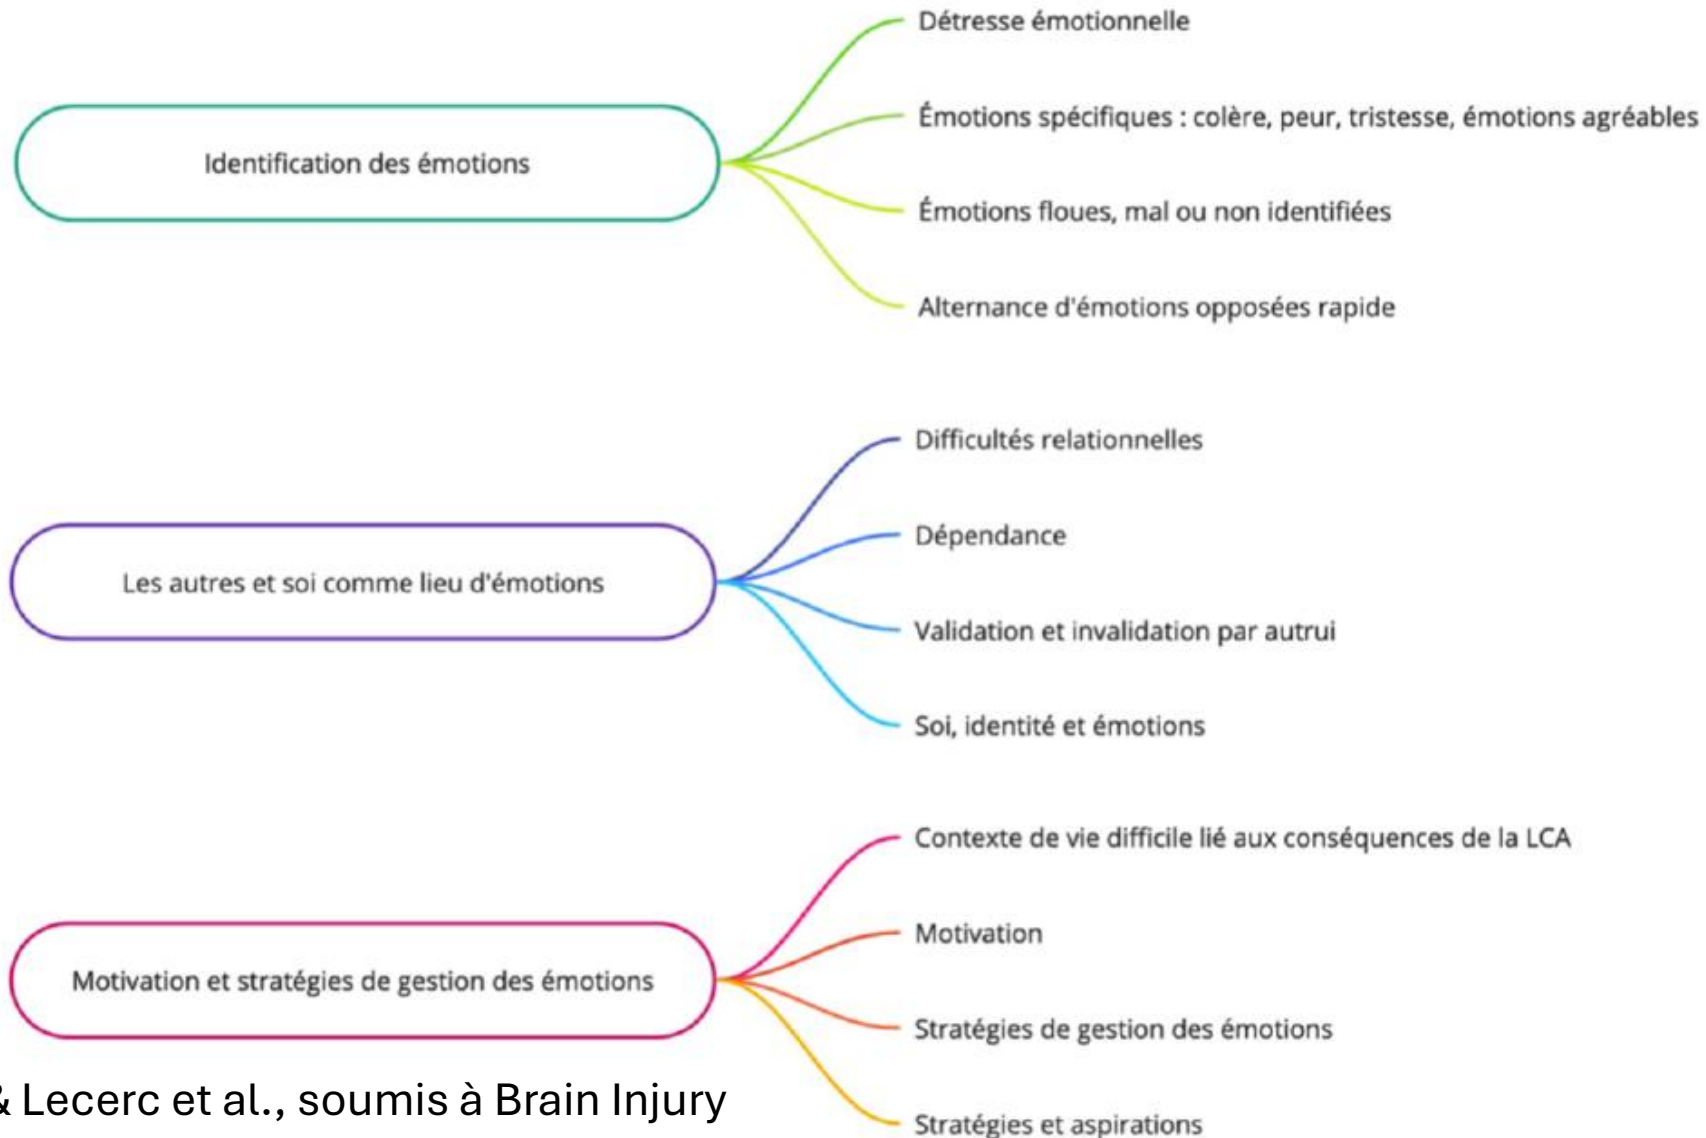 Identification des émotions
Détresse émotionnelle
Émotions spécifiques : colère, peur, tristesse, émotions agréables
Émotions floues, mal ou non identifiées
Alternance d'émotions opposées rapide
Les autres et soi comme lieu d'émotions
Difficultés relationnelles
Dépendance
Validation et invalidation par autrui
Soi, identité et émotions
Motivation et stratégies de gestion des émotions
Contexte de vie difficile lié aux conséquences de la LCA
Motivation
Stratégies de gestion des émotions
Stratégies et aspirations
& Lecerc et al., soumis à Brain Injury